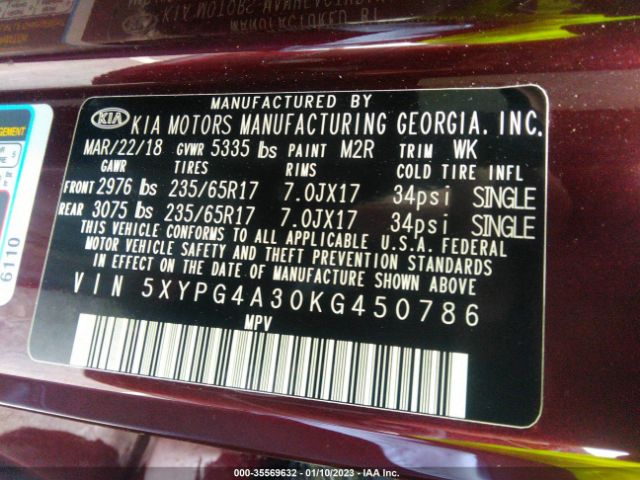 MANUFACTURED BY
KIA KIA MOTORS MANUFACTURING GEORGIA, INC.
MAR/22/18 GVWR 5335 lbs PAINT M2R TRIM WK
GAWR TIRES RIMS COLD TIRE INFL
FRONT 2976 lbs 235/65R17 7.0JX17 34psi SINGLE
REAR 3075 lbs 235/65R17 7.0JX17 34psi SINGLE
THIS VEHICLE CONFORMS TO ALL APPLICABLE U.S.A. FEDERAL
MOTOR VEHICLE SAFETY AND THEFT PREVENTION STANDARDS
IN EFFECT ON THE DATE OF MANUFACTURE SHOWN ABOVE.
VIN 5XYPG4A30KG450786
MPV
6110
000-35569632 - 01/10/2023 - IAA Inc.